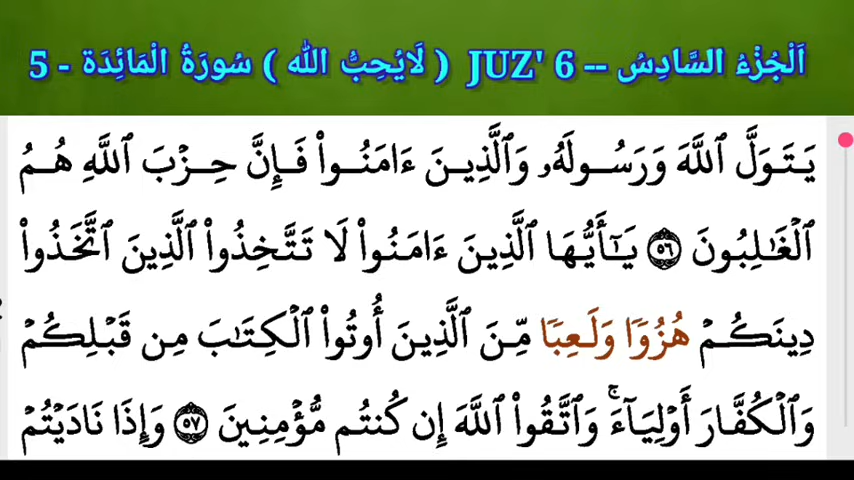 اَلْجُزْءُ السَّادِسُ -- JUZ' 6 ( لَايُحِبُّ الله ) سُورَةُ الْمَائِدَة - 5
يَتَوَلَّ ٱللَّهَ وَرَسُولَهُۥ وَٱلَّذِينَ ءَامَنُوا۟ فَإِنَّ حِزْبَ ٱللَّهِ هُمُ
ٱلْغَـٰلِبُونَ ۝٥٦ يَـٰٓأَيُّهَا ٱلَّذِينَ ءَامَنُوا۟ لَا تَتَّخِذُوا۟ ٱلَّذِينَ ٱتَّخَذُوا۟
دِينَكُمْ هُزُوًا وَلَعِبًا مِّنَ ٱلَّذِينَ أُوتُوا۟ ٱلْكِتَـٰبَ مِن قَبْلِكُمْ
وَٱلْكُفَّارَ أَوْلِيَآءَ ۚ وَٱتَّقُوا۟ ٱللَّهَ إِن كُنتُم مُّؤْمِنِينَ ۝٥٧ وَإِذَا نَادَيْتُمْ